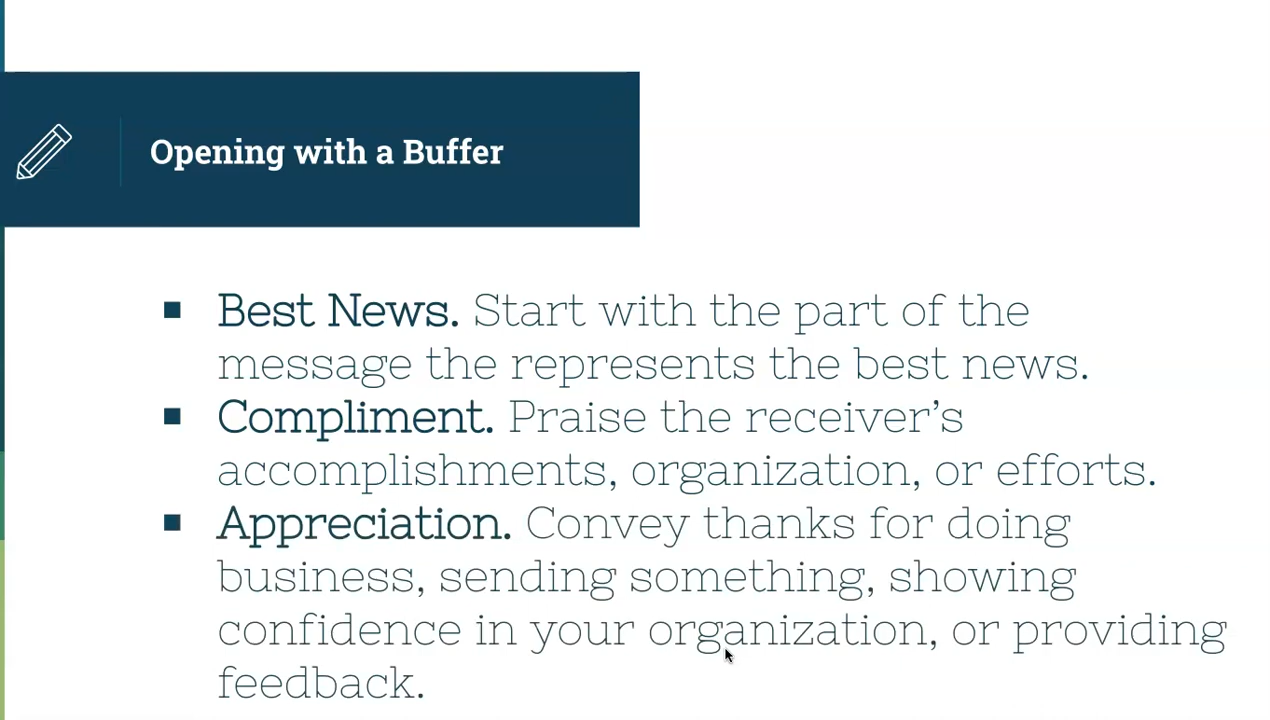 Opening with a Buffer
▪ Best News. Start with the part of the
message the represents the best news.
▪ Compliment. Praise the receiver’s
accomplishments, organization, or efforts.
▪ Appreciation. Convey thanks for doing
business, sending something, showing
confidence in your organization, or providing
feedback.